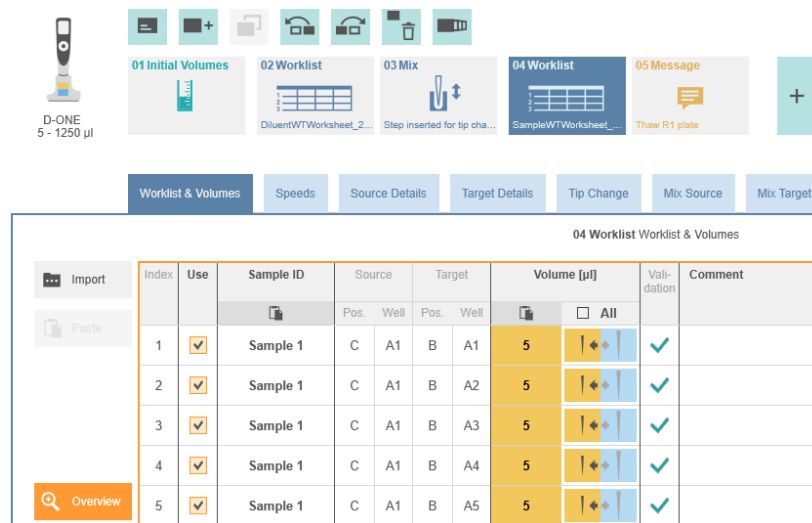 01 Initial Volumes
02 Worklist
03 Mix
04 Worklist
05 Message
+
DiluentWTWorksheet_2...
Step inserted for tip cha...
SampleWTWorksheet_...
Thaw R1 plate
D-ONE
5 - 1250 µl
Worklist & Volumes
Speeds
Source Details
Target Details
Tip Change
Mix Source
Mix Target
04 Worklist Worklist & Volumes
Import
Paste
Overview
Index Use Sample ID Source Target Volume [µl] Vali-dation Comment
Pos. Well Pos. Well All
1 Sample 1 C A1 B A1 5
2 Sample 1 C A1 B A2 5
3 Sample 1 C A1 B A3 5
4 Sample 1 C A1 B A4 5
5 Sample 1 C A1 B A5 5